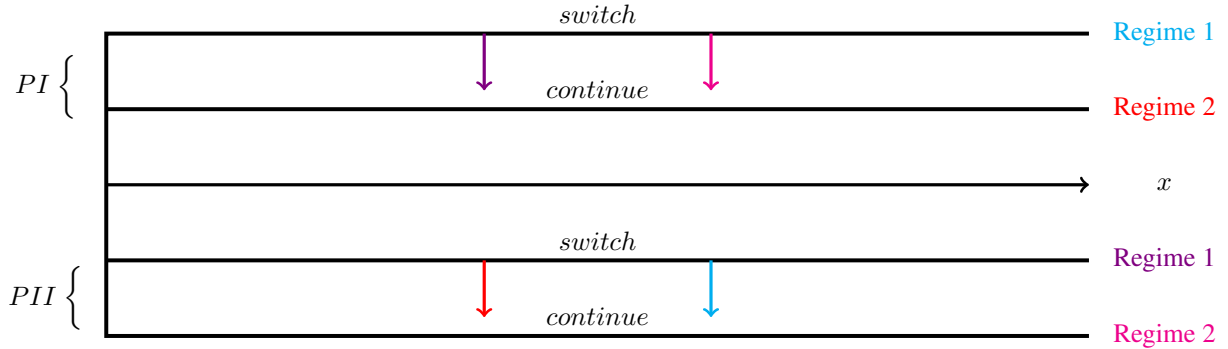 switch
Regime 1
PI
continue
Regime 2
x
switch
Regime 1
PII
continue
Regime 2